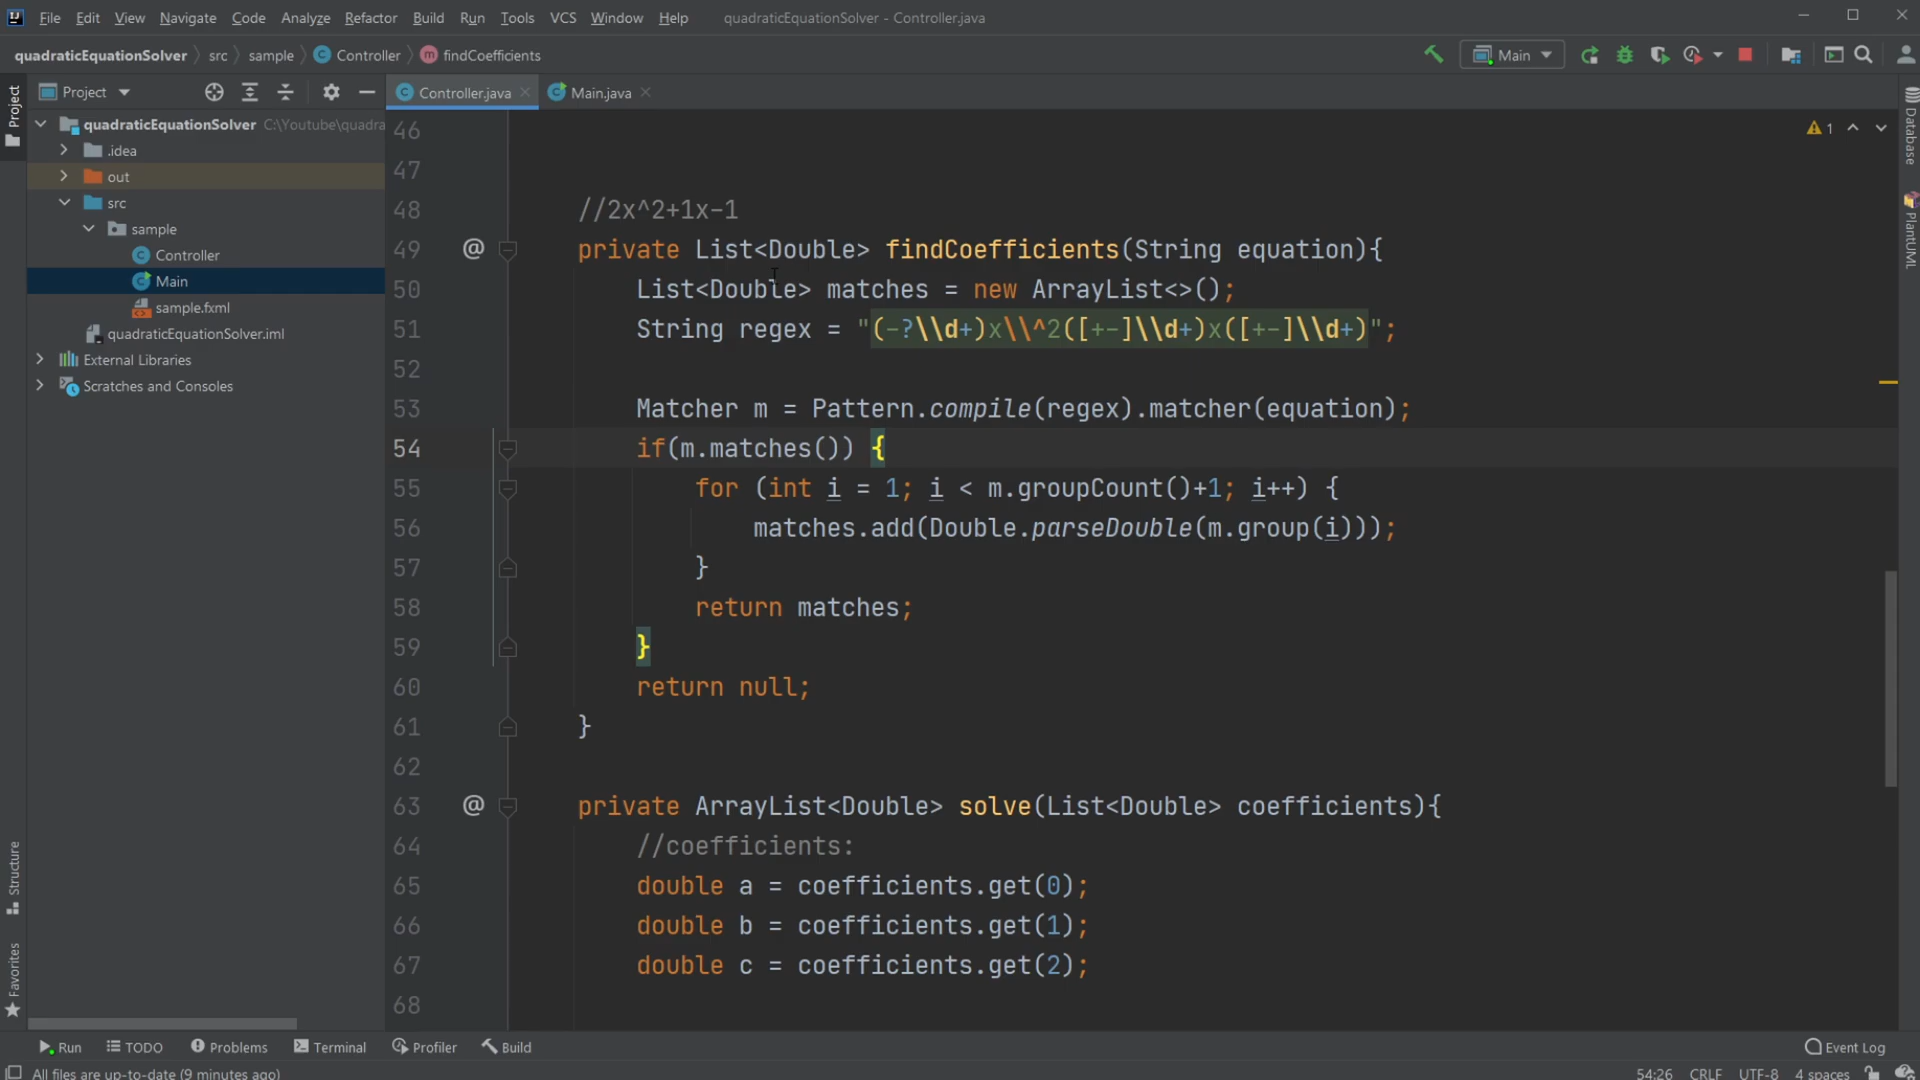 File Edit View Navigate Code Analyze Refactor Build Run Tools VCS Window Help quadraticEquationSolver - Controller.java
quadraticEquationSolver src sample Controller findCoefficients Main
Project
Controller.java Main.java
quadraticEquationSolver C:\Youtube\quadra
.idea
out
src
sample
Controller
Main
sample.fxml
quadraticEquationSolver.iml
External Libraries
Scratches and Consoles
Project
Structure
Favorites
1
46
47
48 //2x^2+1x-1
49 @ private List<Double> findCoefficients(String equation){
50 List<Double> matches = new ArrayList<>();
51 String regex = "(-?\\d+)x\\^2([+-]\\d+)x([+-]\\d+)";
52
53 Matcher m = Pattern.compile(regex).matcher(equation);
54 if(m.matches()) {
55 for (int i = 1; i < m.groupCount()+1; i++) {
56 matches.add(Double.parseDouble(m.group(i)));
57 }
58 return matches;
59 }
60 return null;
61 }
62
63 @ private ArrayList<Double> solve(List<Double> coefficients){
64 //coefficients:
65 double a = coefficients.get(0);
66 double b = coefficients.get(1);
67 double c = coefficients.get(2);
68
Database
PlantUML
Run TODO Problems Terminal Profiler Build Event Log
All files are up-to-date (9 minutes ago) 54:26 CRLF UTF-8 4 spaces